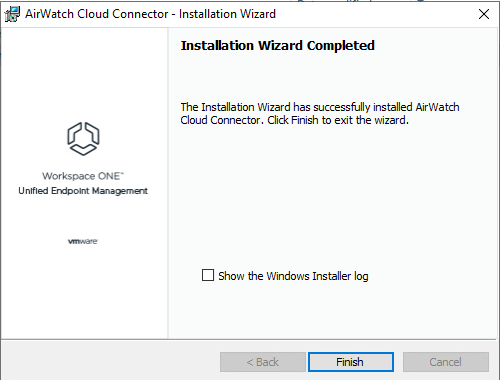 AirWatch Cloud Connector - Installation Wizard
Installation Wizard Completed
The Installation Wizard has successfully installed AirWatch
Cloud Connector. Click Finish to exit the wizard.
Workspace ONE™
Unified Endpoint Management
vmware
Show the Windows Installer log
< Back
Finish
Cancel